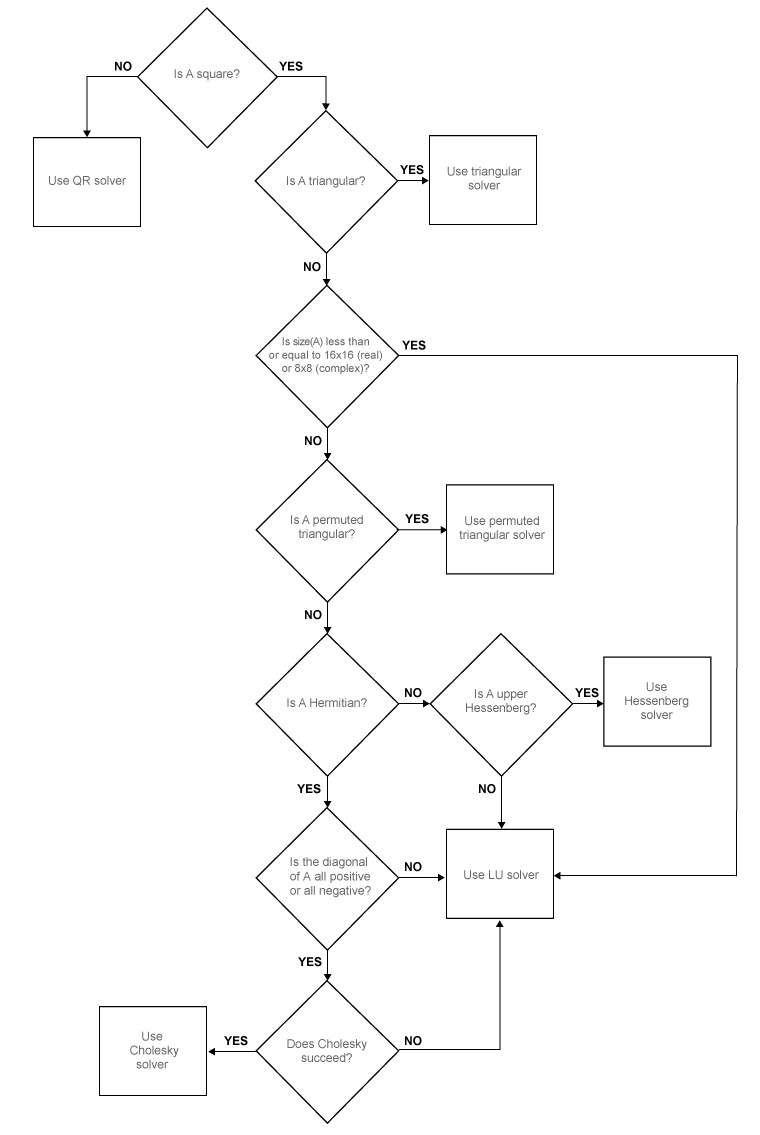 NO
YES
Is A square?
Use QR solver
Is A triangular?
YES
Use triangular
solver
NO
Is size(A) less than
or equal to 16x16 (real)
or 8x8 (complex)?
YES
NO
Is A permuted
triangular?
YES
Use permuted
triangular solver
NO
Is A Hermitian?
NO
Is A upper
Hessenberg?
YES
Use
Hessenberg
solver
YES
NO
Is the diagonal
of A all positive
or all negative?
NO
Use LU solver
YES
Use
Cholesky
solver
YES
Does Cholesky
succeed?
NO